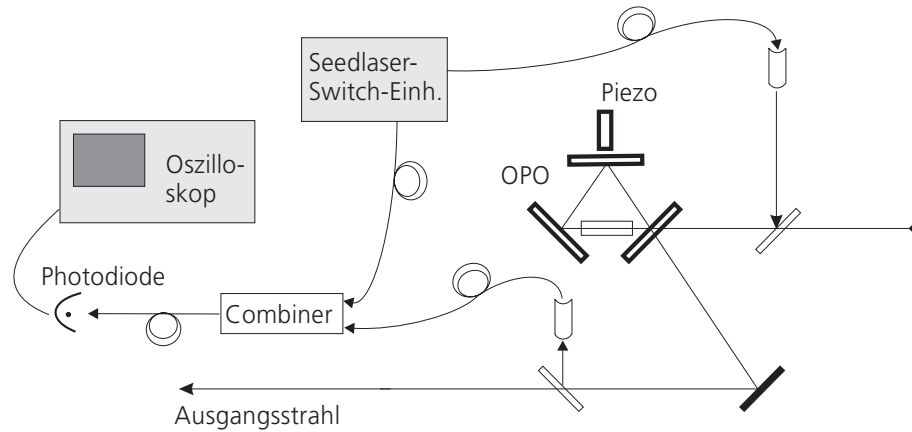 Seedlaser-
Switch-Einh.
Piezo
Oszillo-
skop
OPO
Photodiode
Combiner
Ausgangsstrahl